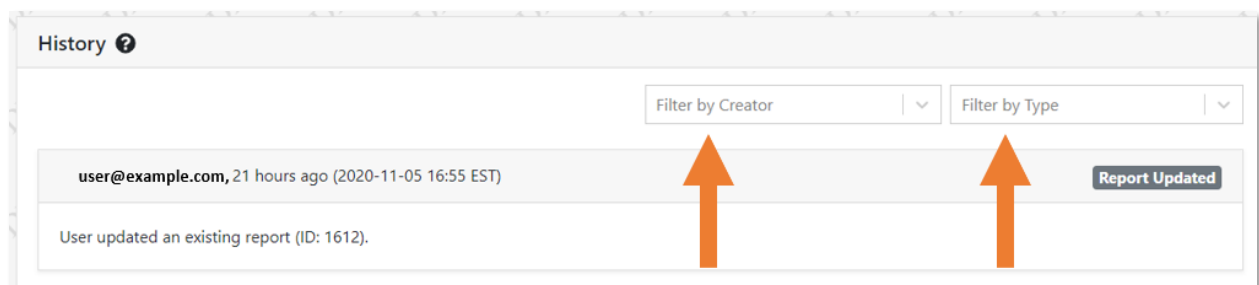 History ?
Filter by Creator
Filter by Type
user@example.com, 21 hours ago (2020-11-05 16:55 EST)
Report Updated
User updated an existing report (ID: 1612).